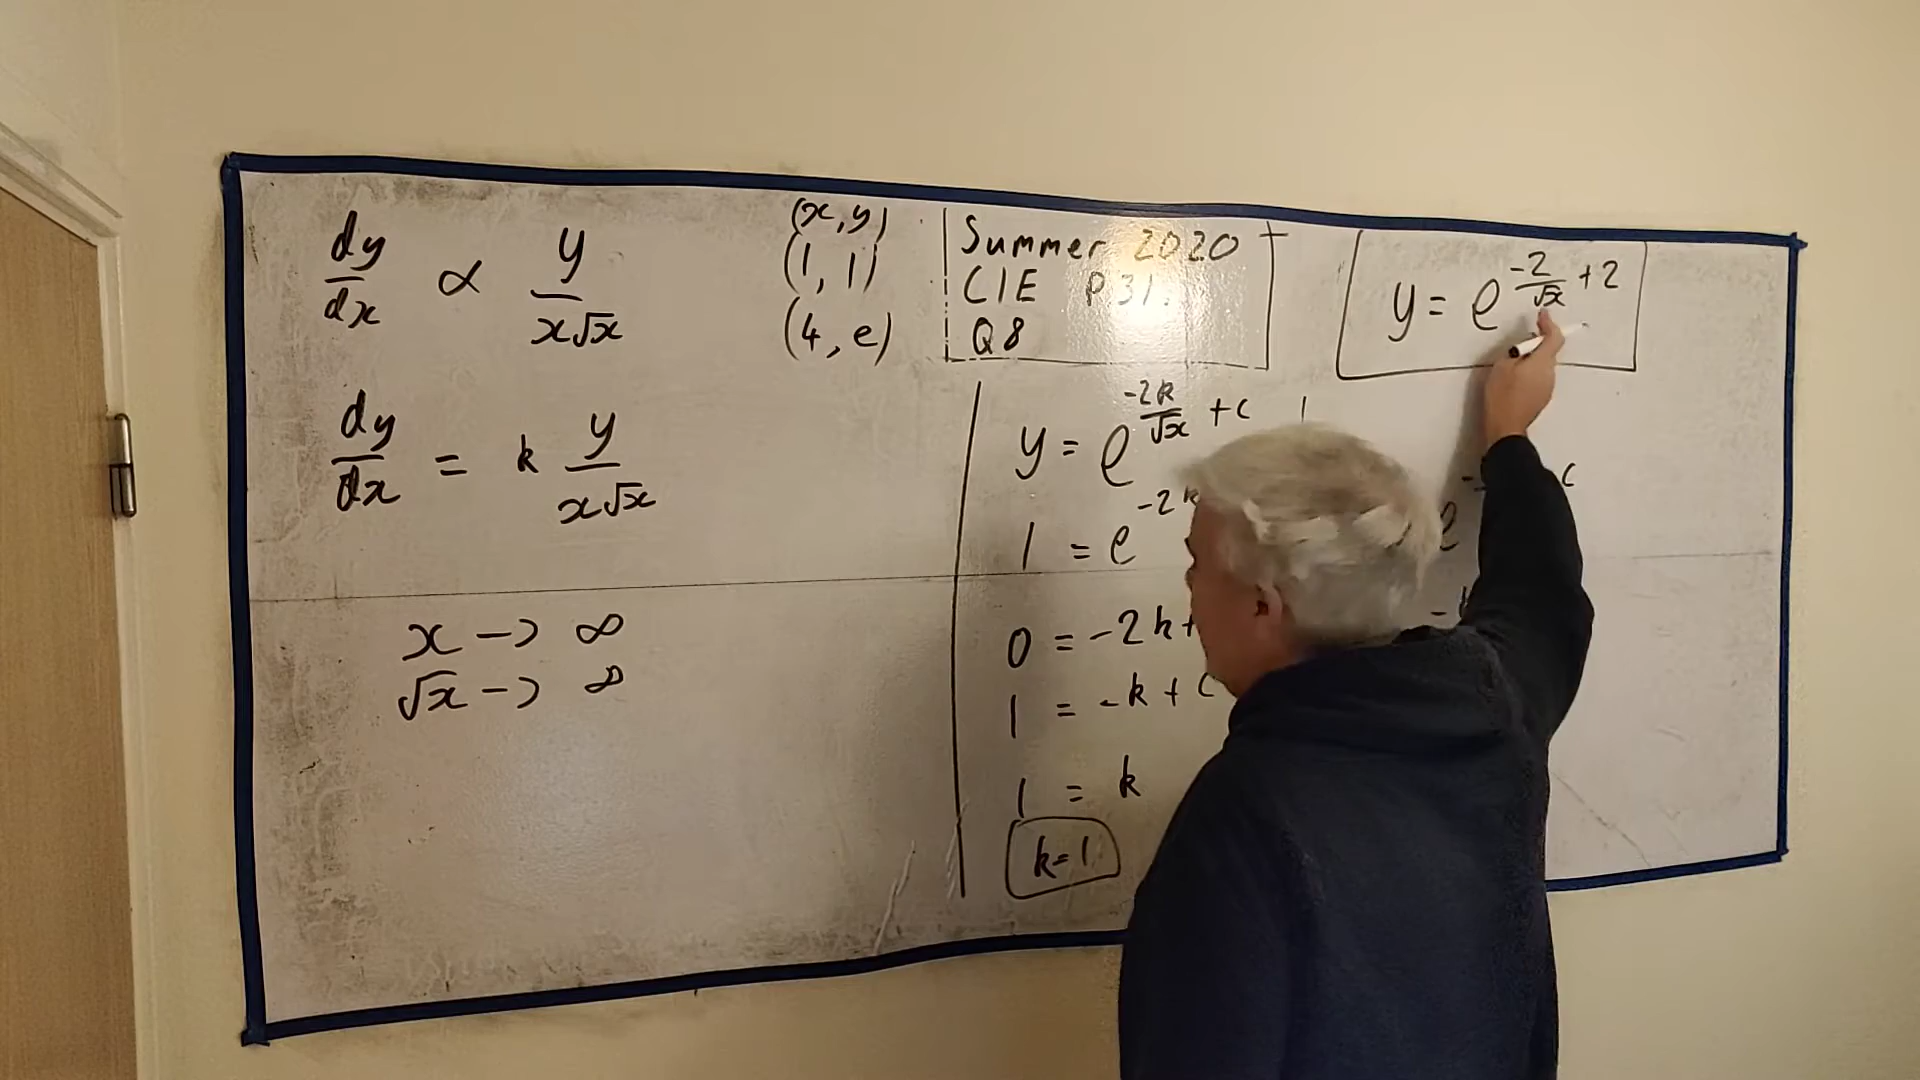 dy/dx ∝ y/x√x
(x,y)
(1, 1)
(4, e)
Summer 2020
CIE P31.
Q8
y = e^(-2/√x +2)
dy/dx = k y/x√x
x -> ∞
√x -> ∞
y = e^(-2k/√x +c)
1 = e^(-2k
0 = -2k+
1 = -k + c
1 = k
k=1